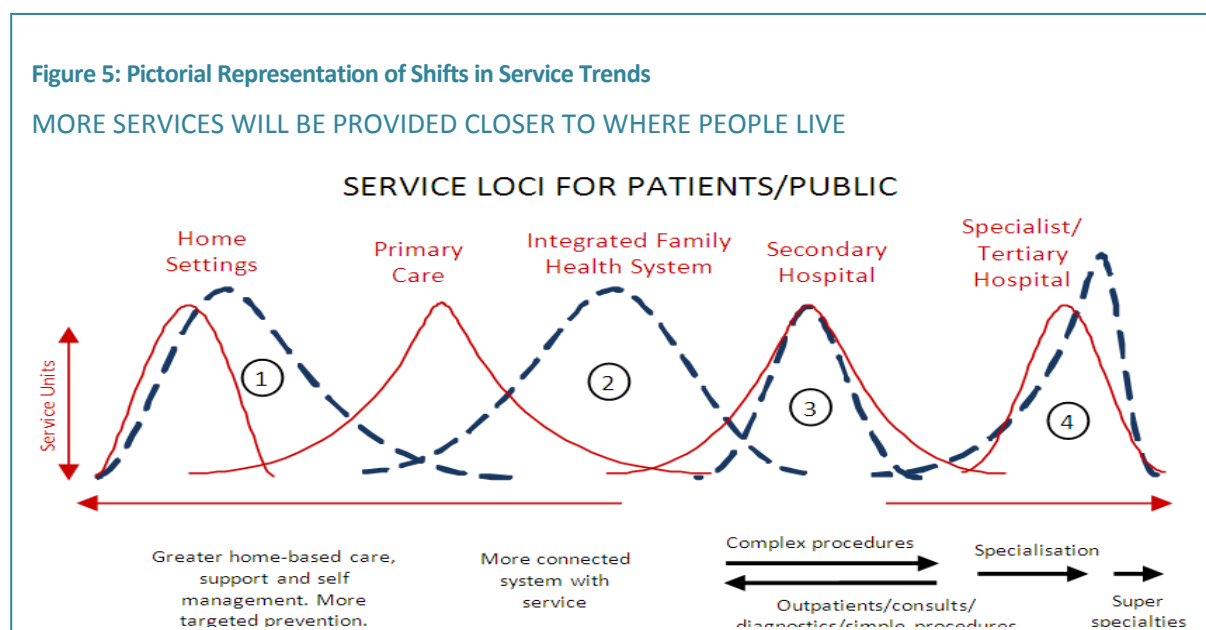 Figure 5: Pictorial Representation of Shifts in Service Trends
MORE SERVICES WILL BE PROVIDED CLOSER TO WHERE PEOPLE LIVE
SERVICE LOCI FOR PATIENTS/PUBLIC
Home
Settings
Primary
Care
Integrated Family
Health System
Secondary
Hospital
Specialist/
Tertiary
Hospital
Service Units
1
2
3
4
Greater home-based care,
support and self
management. More
targeted prevention.
More connected
system with
service
Complex procedures
Outpatients/consults/
diagnostics/simple procedures
Specialisation
Super
specialties